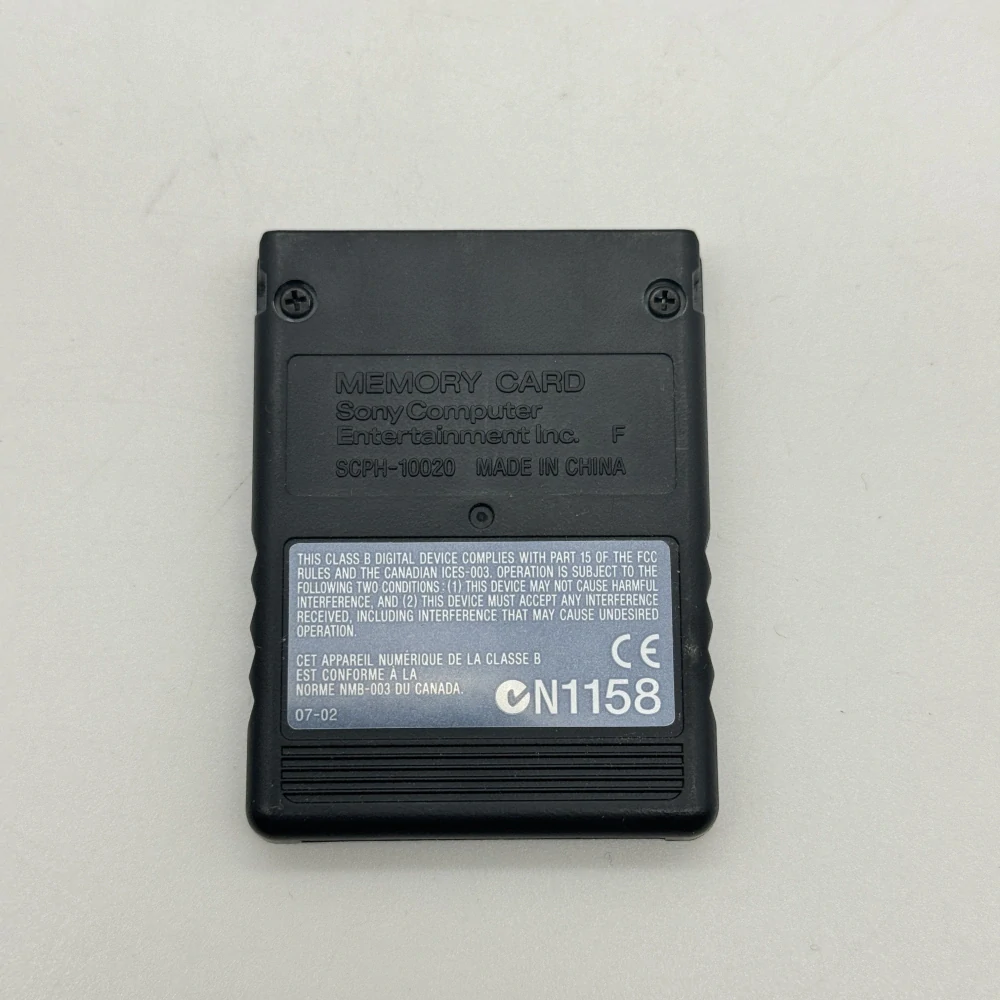 MEMORY CARD
Sony Computer
Entertainment Inc. F
SCPH-10020 MADE IN CHINA
THIS CLASS B DIGITAL DEVICE COMPLIES WITH PART 15 OF THE FCC
RULES AND THE CANADIAN ICES-003. OPERATION IS SUBJECT TO THE
FOLLOWING TWO CONDITIONS : (1) THIS DEVICE MAY NOT CAUSE HARMFUL
INTERFERENCE, AND (2) THIS DEVICE MUST ACCEPT ANY INTERFERENCE
RECEIVED, INCLUDING INTERFERENCE THAT MAY CAUSE UNDESIRED
OPERATION.
CET APPAREIL NUMÉRIQUE DE LA CLASSE B
EST CONFORME À LA
NORME NMB-003 DU CANADA.
CE
N1158
07-02